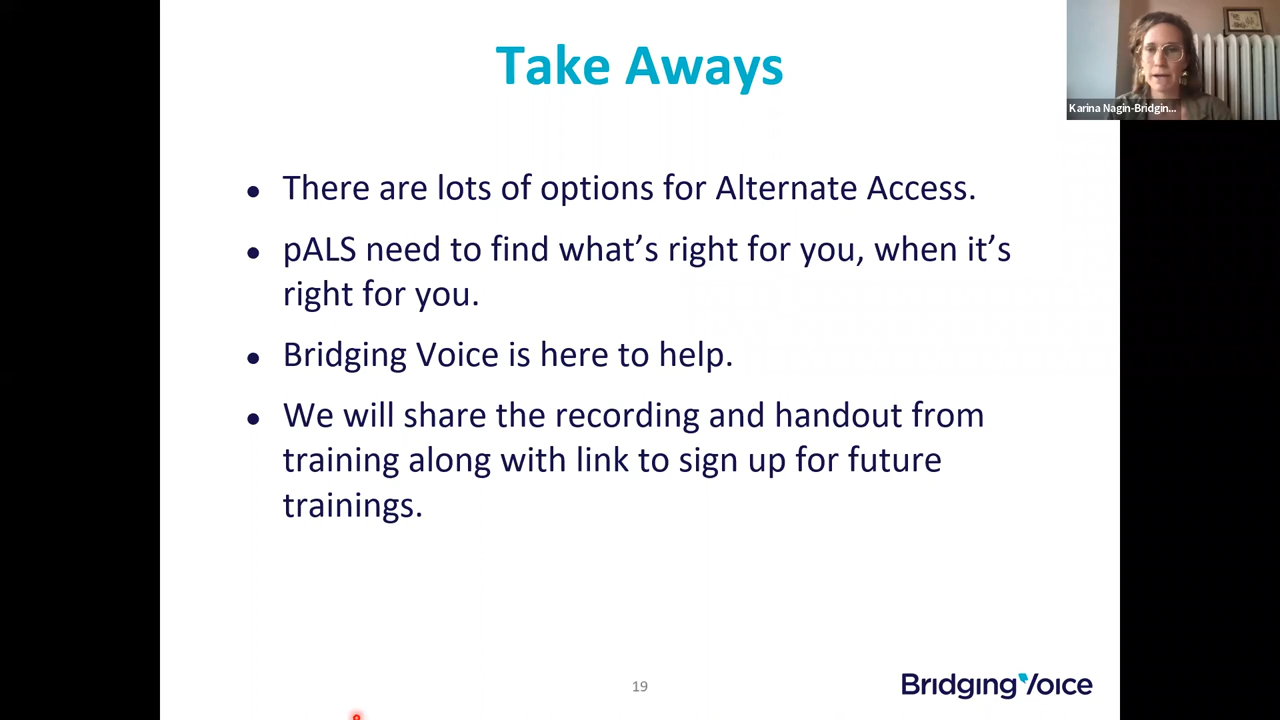 Take Aways
Karina Nagin-Bridgin...
• There are lots of options for Alternate Access.
• pALS need to find what’s right for you, when it’s
right for you.
• Bridging Voice is here to help.
• We will share the recording and handout from
training along with link to sign up for future
trainings.
19
Bridging Voice